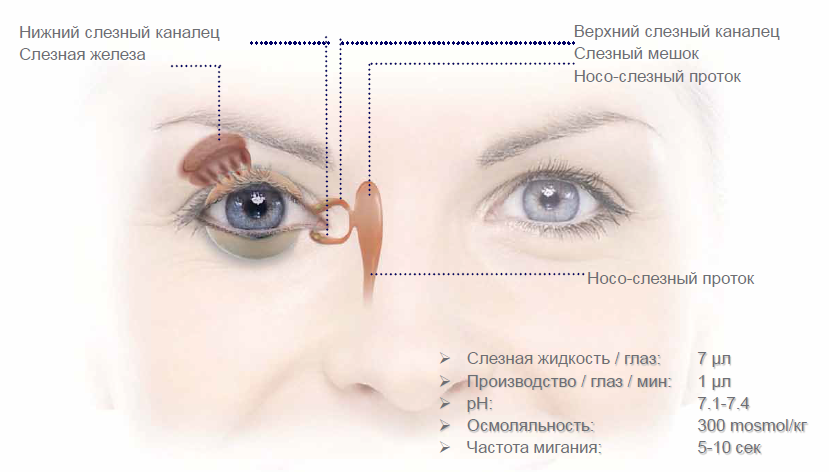 Нижний слезный каналец
Слезная железа
Верхний слезный каналец
Слезный мешок
Носо-слезный проток
Носо-слезный проток
Слезная жидкость / глаз: 7 μл
Производство / глаз / мин: 1 μл
pH: 7.1-7.4
Осмоляльность: 300 mosmol/кг
Частота мигания: 5-10 сек